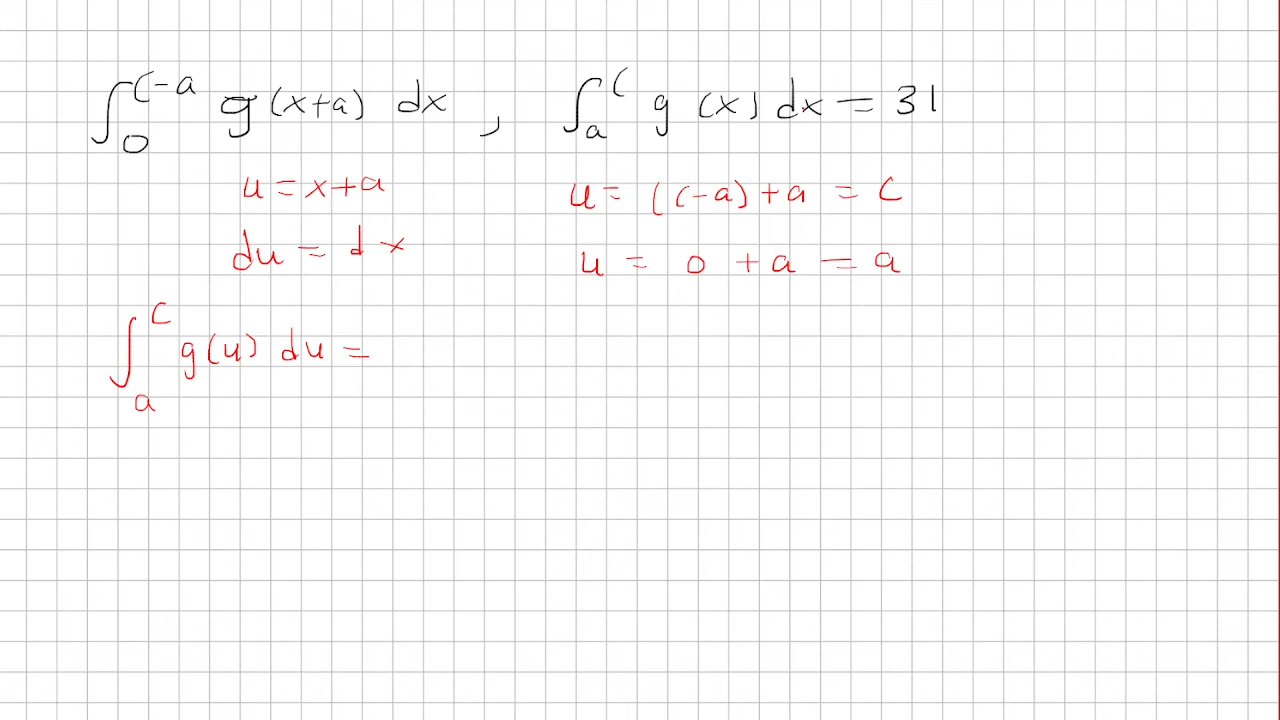 ∫₀^(c-a) g(x+a) dx , ∫ₐ^c g(x) dx = 31
u = x+a u = (c-a)+a = c
du = dx u = 0 + a = a
∫ₐ^c g(u) du =